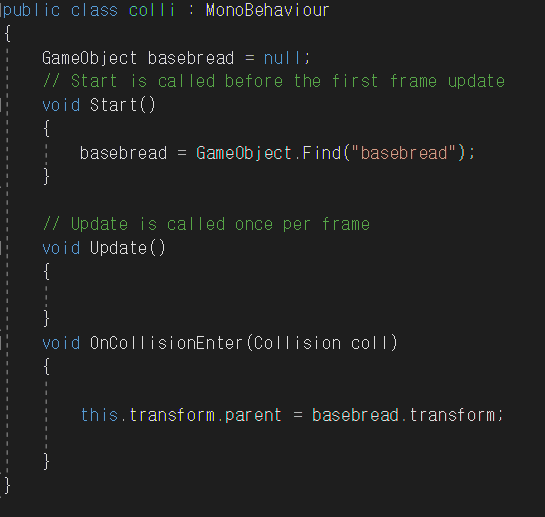 public class colli : MonoBehaviour
{
GameObject basebread = null;
// Start is called before the first frame update
void Start()
{
basebread = GameObject.Find("basebread");
}
// Update is called once per frame
void Update()
{
}
void OnCollisionEnter(Collision coll)
{
this.transform.parent = basebread.transform;
}
}